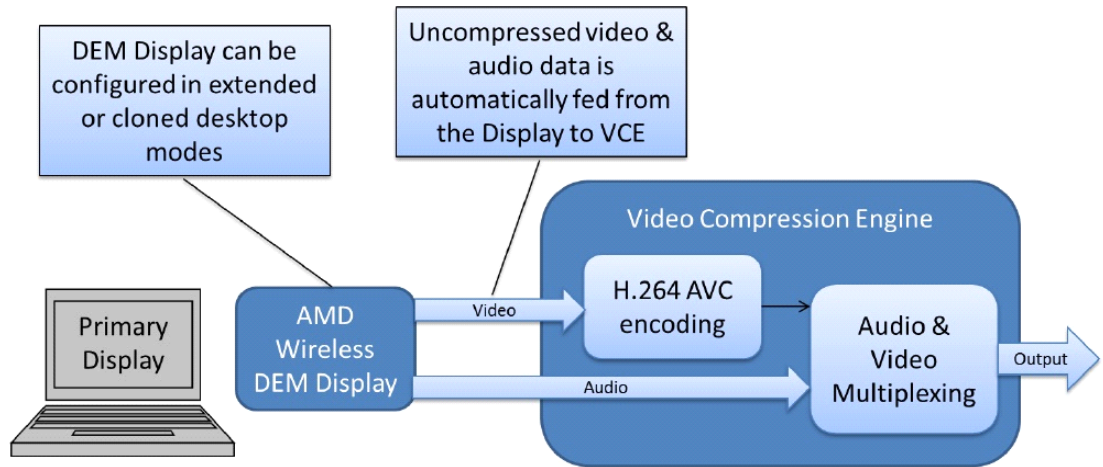 DEM Display can be
configured in extended
or cloned desktop
modes
Uncompressed video &
audio data is
automatically fed from
the Display to VCE
Video Compression Engine
Primary
Display
AMD
Wireless
DEM Display
Video
Audio
H.264 AVC
encoding
Audio &
Video
Multiplexing
Output